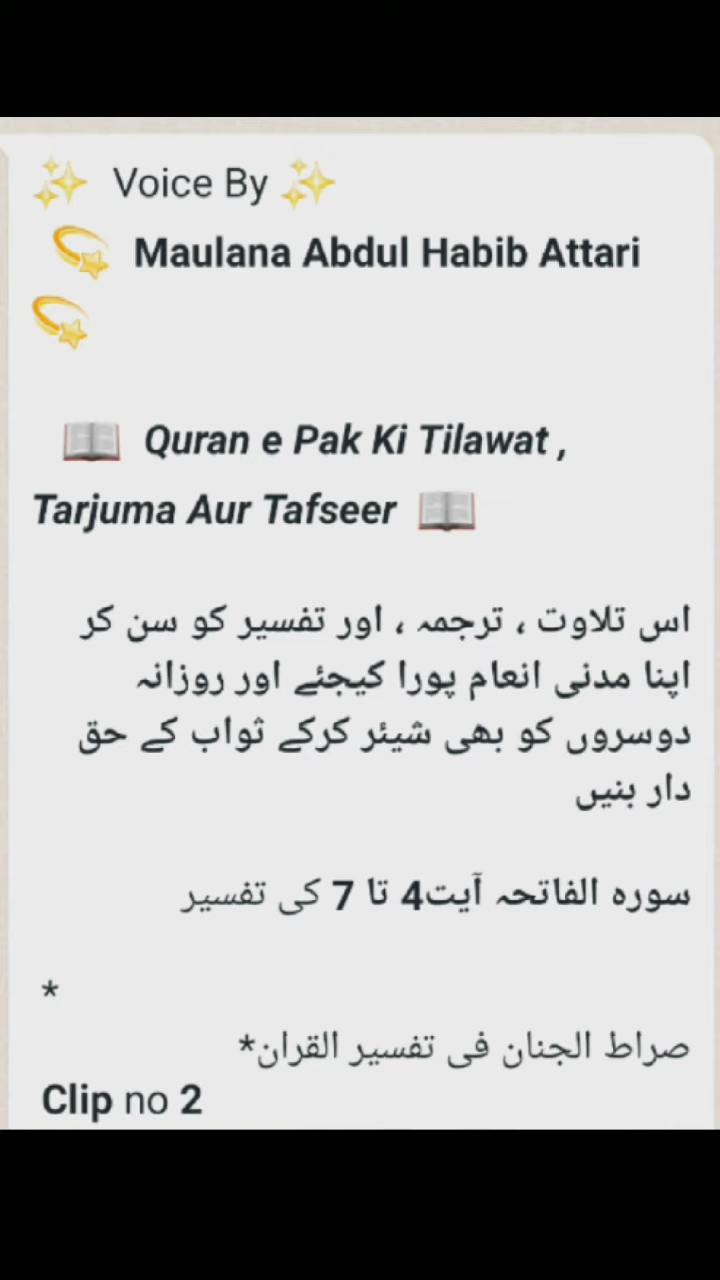 ✨ Voice By ✨
💫 Maulana Abdul Habib Attari
💫
📖 Quran e Pak Ki Tilawat ,
Tarjuma Aur Tafseer 📖
اس تلاوت ، ترجمہ ، اور تفسیر کو سن کر
اپنا مدنی انعام پورا کیجئے اور روزانہ
دوسروں کو بھی شیئر کرکے ثواب کے حق
دار بنیں
سورہ الفاتحہ آیت4 تا 7 کی تفسیر
*
صراط الجنان فی تفسیر القران*
Clip no 2